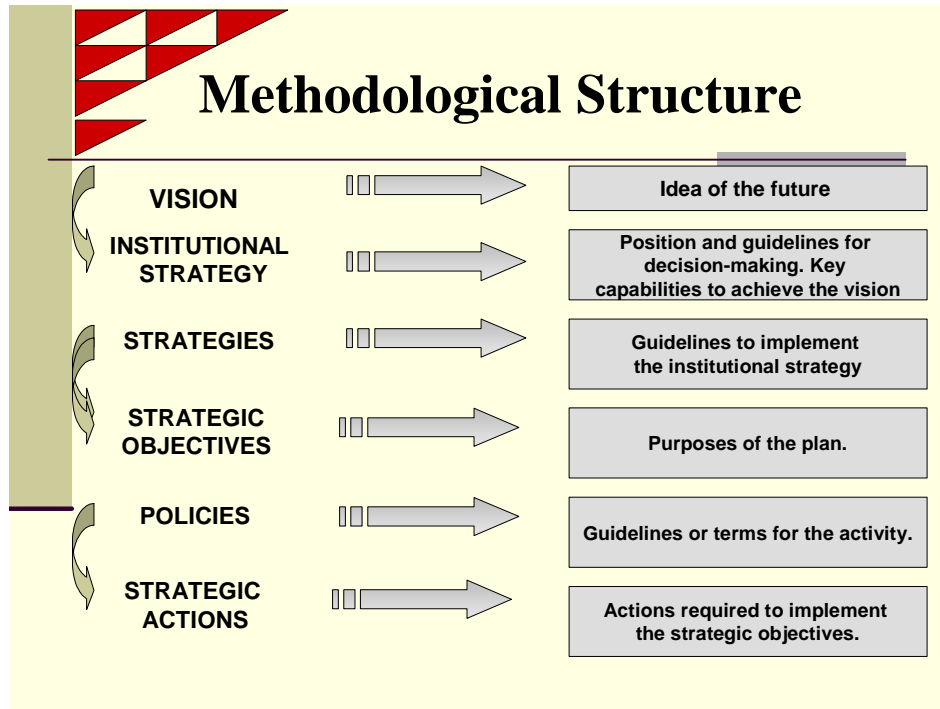 Methodological Structure
VISION
Idea of the future
INSTITUTIONAL
STRATEGY
Position and guidelines for
decision-making. Key
capabilities to achieve the vision
STRATEGIES
Guidelines to implement
the institutional strategy
STRATEGIC
OBJECTIVES
Purposes of the plan.
POLICIES
Guidelines or terms for the activity.
STRATEGIC
ACTIONS
Actions required to implement
the strategic objectives.